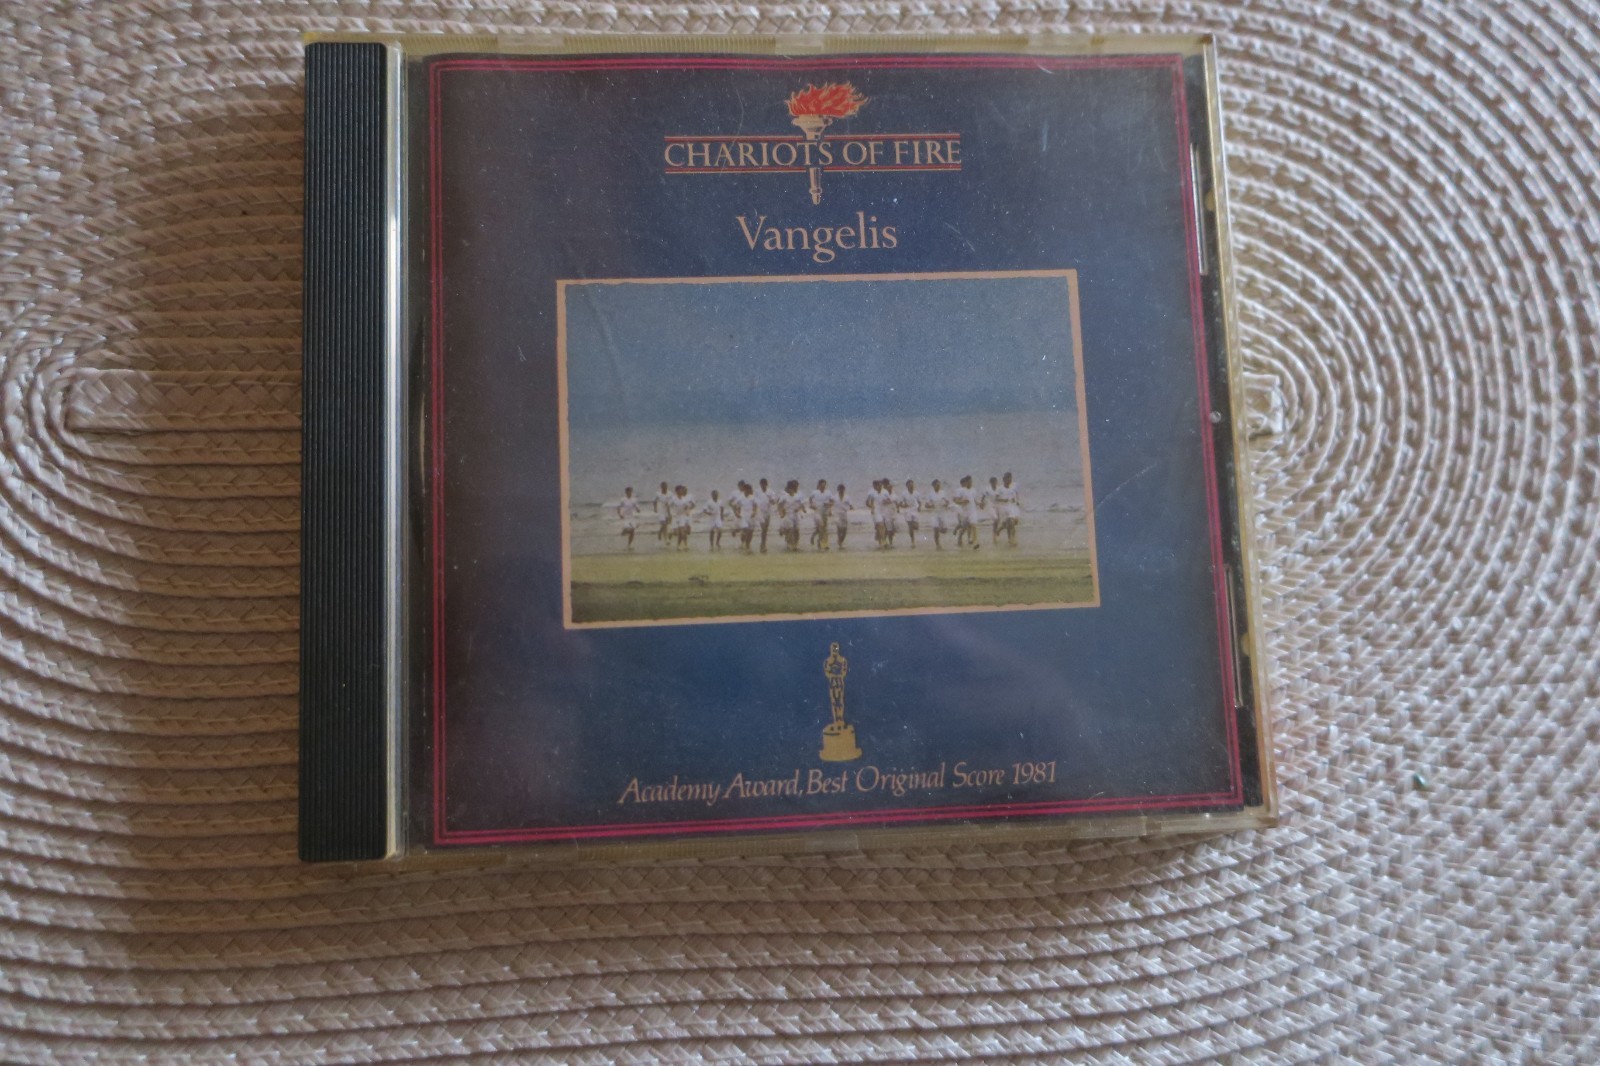 CHARIOTS OF FIRE
Vangelis
Academy Award, Best Original Score 1981